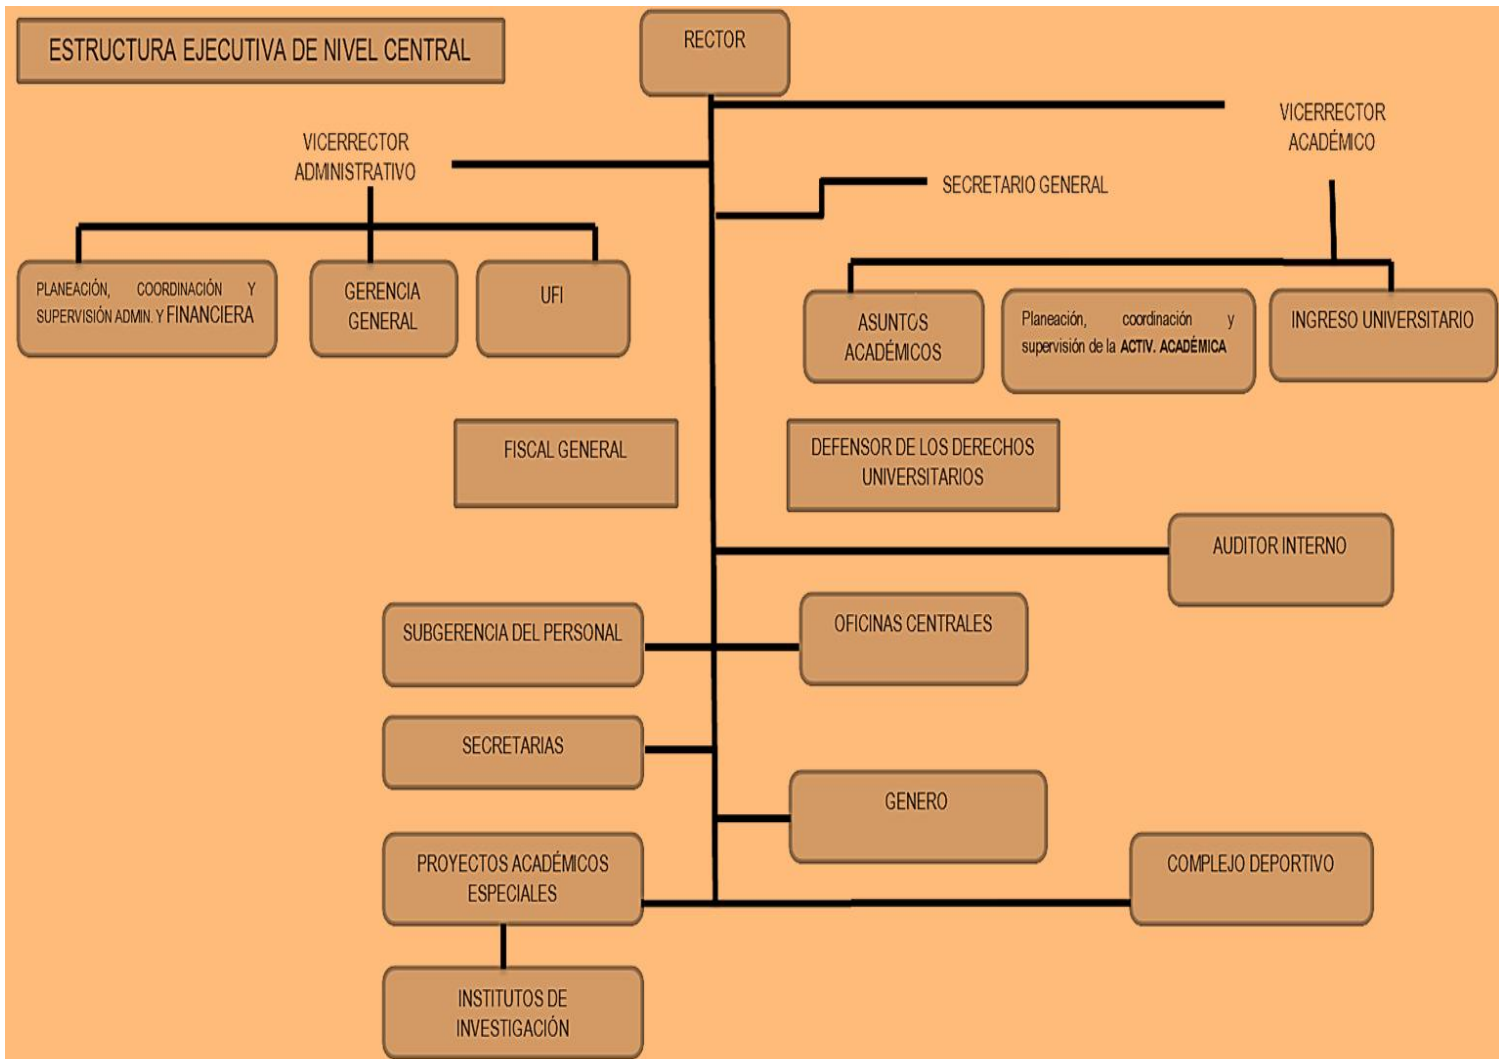 ESTRUCTURA EJECUTIVA DE NIVEL CENTRAL
RECTOR
VICERRECTOR
ADMINISTRATIVO
VICERRECTOR
ACADÉMICO
SECRETARIO GENERAL
PLANEACIÓN, COORDINACIÓN Y
SUPERVISIÓN ADMIN. Y FINANCIERA
GERENCIA
GENERAL
UFI
ASUNTOS
ACADÉMICOS
Planeación, coordinación y
supervisión de la ACTIV. ACADÉMICA
INGRESO UNIVERSITARIO
FISCAL GENERAL
DEFENSOR DE LOS DERECHOS
UNIVERSITARIOS
AUDITOR INTERNO
SUBGERENCIA DEL PERSONAL
OFICINAS CENTRALES
SECRETARIAS
GENERO
PROYECTOS ACADÉMICOS
ESPECIALES
COMPLEJO DEPORTIVO
INSTITUTOS DE
INVESTIGACIÓN